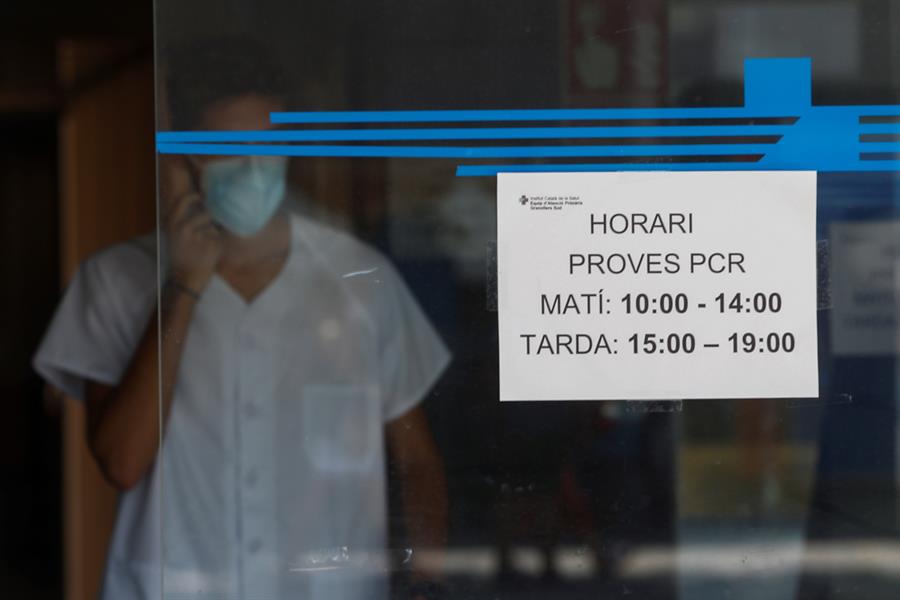 Institut Català de la Salut
Equip d'Atenció Primària
Granollers Sud
HORARI
PROVES PCR
MATÍ: 10:00 - 14:00
TARDA: 15:00 – 19:00